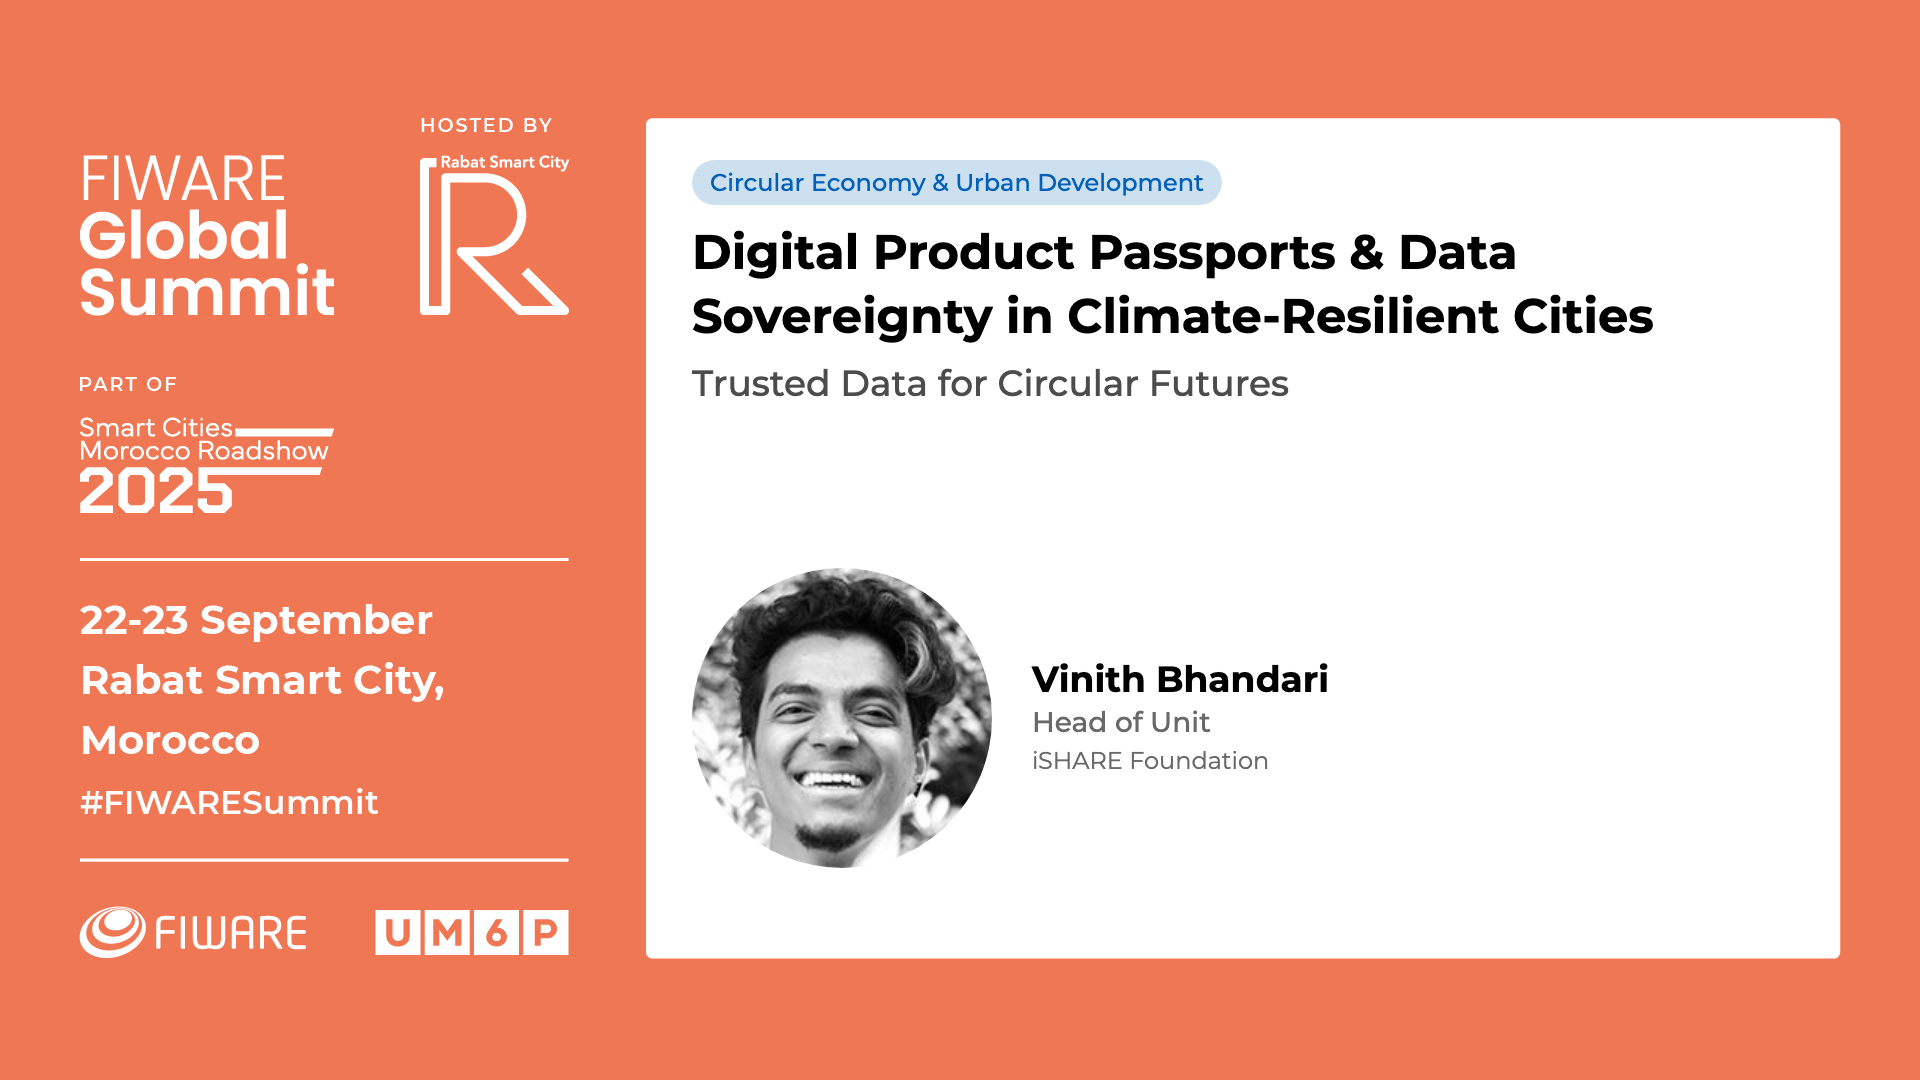 FIWARE
Global
Summit
HOSTED BY
Rabat Smart City
R
PART OF
Smart Cities
Morocco Roadshow
2025
22-23 September
Rabat Smart City,
Morocco
#FIWARESummit
FIWARE
UM6P
Circular Economy & Urban Development
Digital Product Passports & Data
Sovereignty in Climate-Resilient Cities
Trusted Data for Circular Futures
Vinith Bhandari
Head of Unit
iSHARE Foundation